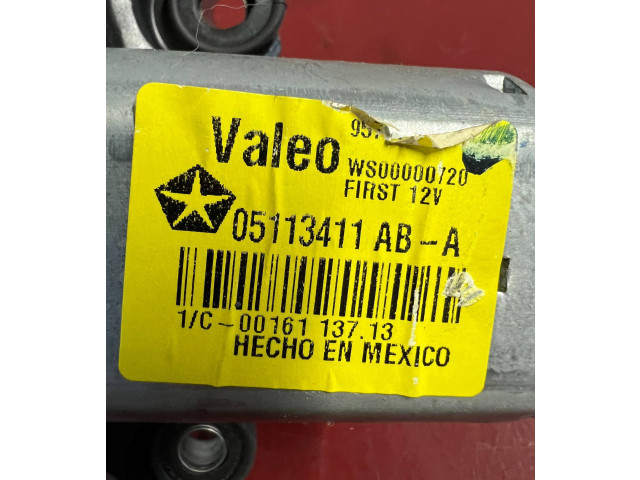 Valeo
WS00000720
FIRST 12V
05113411 AB-A
1/C-00161 137.13
HECHO EN MEXICO